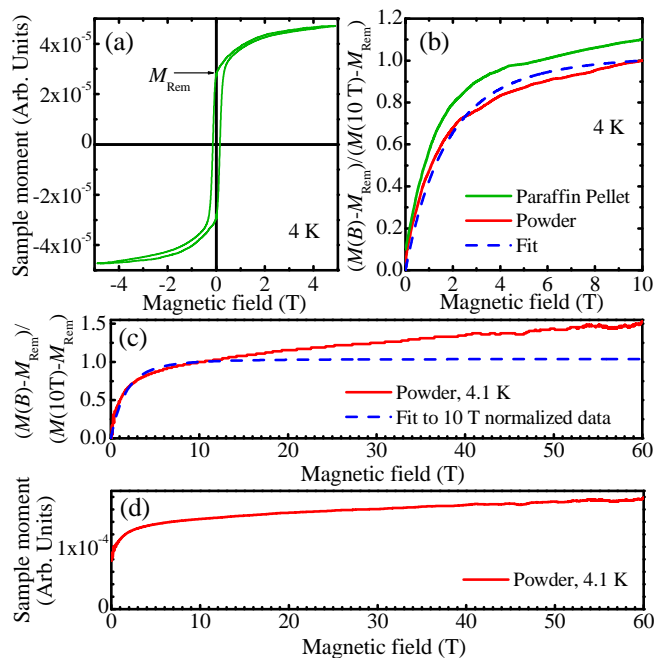 (a)
Sample moment (Arb. Units)
4x10⁻⁵
2x10⁻⁵
0
-2x10⁻⁵
-4x10⁻⁵
M_Rem
4 K
-4 -2 0 2 4
Magnetic field (T)
(b)
(M(B)-M_Rem)/(M(10 T)-M_Rem)
1.2
1.0
0.8
0.6
0.4
0.2
0.0
4 K
Paraffin Pellet
Powder
Fit
0 2 4 6 8 10
Magnetic field (T)
(c)
(M(B)-M_Rem)/
(M(10T)-M_Rem)
1.5
1.0
0.5
0.0
Powder, 4.1 K
Fit to 10 T normalized data
0 10 20 30 40 50 60
Magnetic field (T)
(d)
Sample moment
(Arb. Units)
1x10⁻⁴
0
Powder, 4.1 K
0 10 20 30 40 50 60
Magnetic field (T)